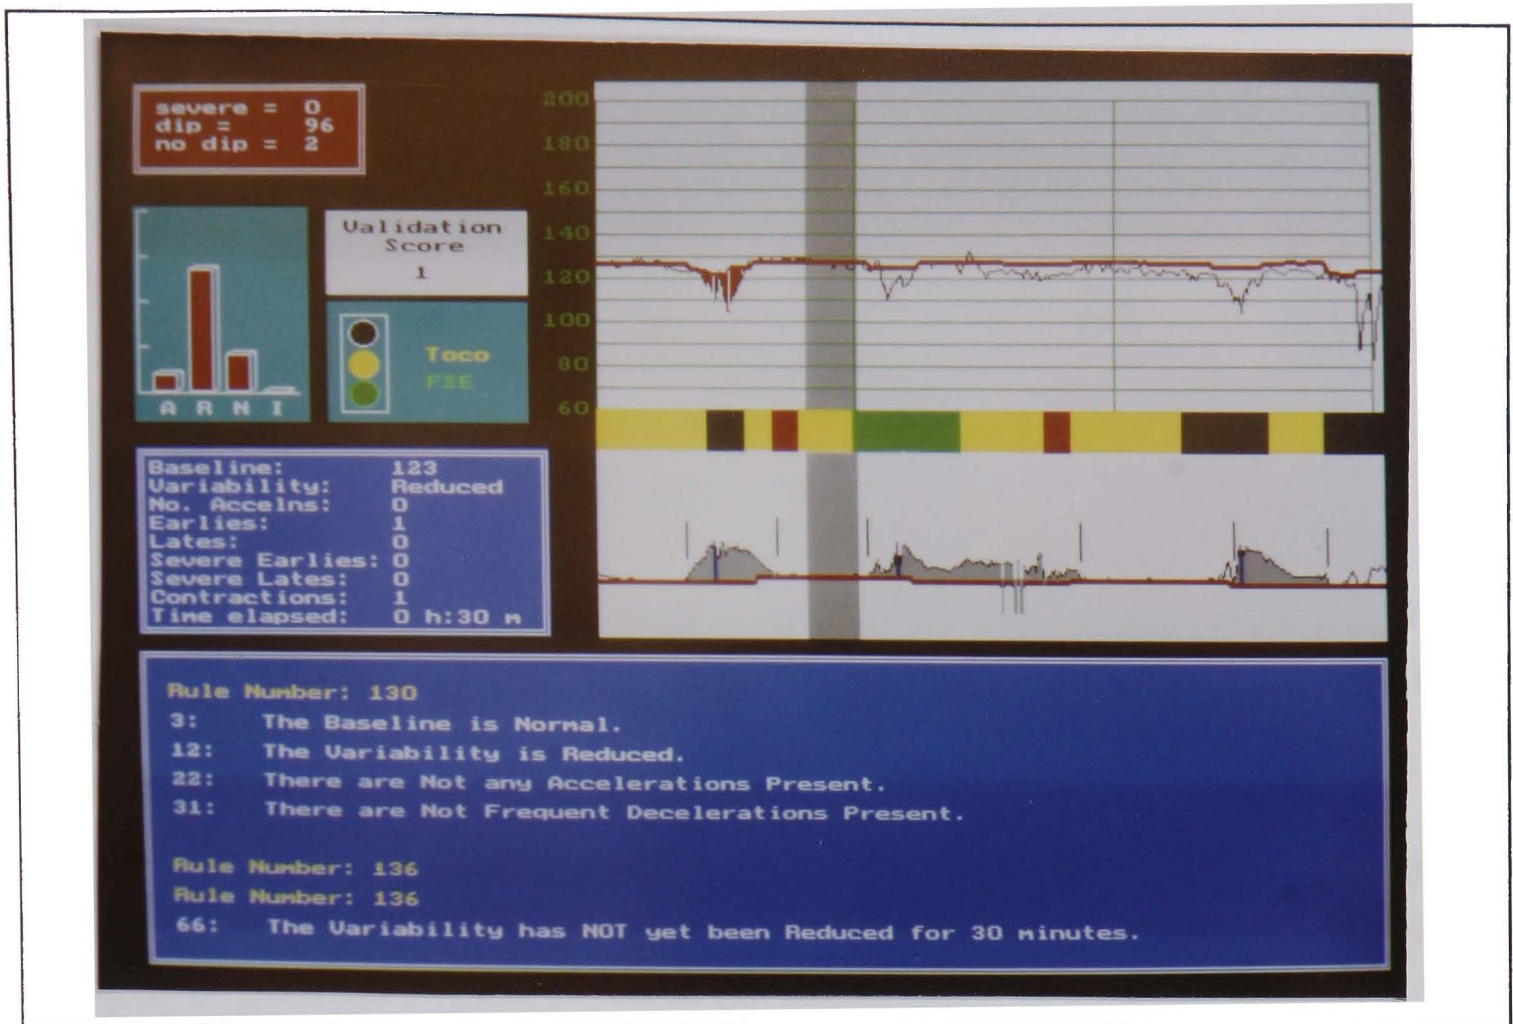 severe = 0
dip = 96
no dip = 2
Validation
Score
1
A R N I
Toco
FSE
200
180
160
140
120
100
80
60
Baseline: 123
Variability: Reduced
No. Accelns: 0
Earlies: 1
Lates: 0
Severe Earlies: 0
Severe Lates: 0
Contractions: 1
Time elapsed: 0 h:30 m
Rule Number: 130
3: The Baseline is Normal.
12: The Variability is Reduced.
22: There are Not any Accelerations Present.
31: There are Not Frequent Decelerations Present.
Rule Number: 136
Rule Number: 136
66: The Variability has NOT yet been Reduced for 30 minutes.